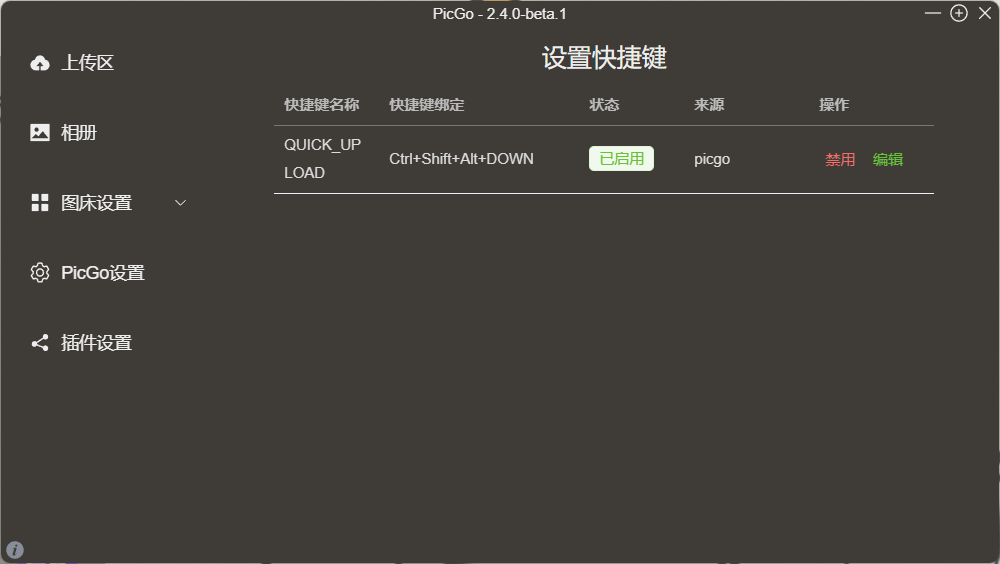 PicGo - 2.4.0-beta.1
上传区
相册
图床设置
PicGo设置
插件设置
设置快捷键
快捷键名称 快捷键绑定 状态 来源 操作
QUICK_UP
LOAD
Ctrl+Shift+Alt+DOWN 已启用 picgo 禁用 编辑
i